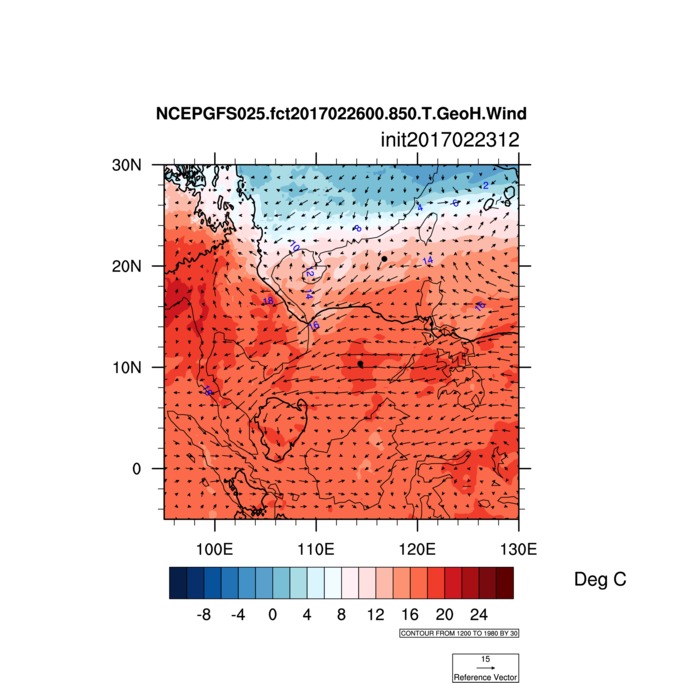 NCEPGFS025.fct2017022600.850.T.GeoH.Wind
init2017022312
30N
20N
10N
0
100E 110E 120E 130E
-8 -4 0 4 8 12 16 20 24
Deg C
CONTOUR FROM 1200 TO 1980 BY 30
15
Reference Vector